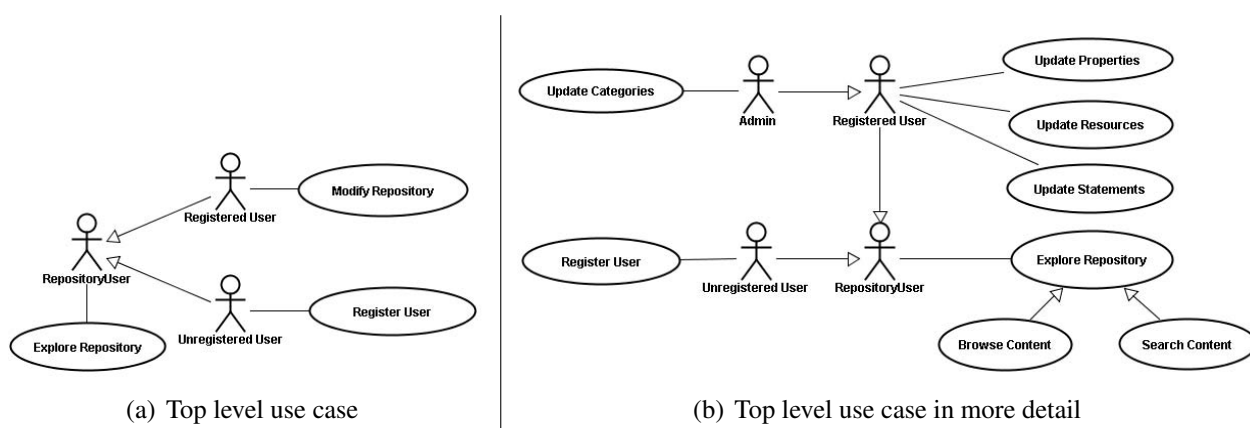 Registered User
Modify Repository
RepositoryUser
Unregistered User
Register User
Explore Repository
(a) Top level use case
Update Categories
Admin
Registered User
Update Properties
Update Resources
Update Statements
Register User
Unregistered User
RepositoryUser
Explore Repository
Browse Content
Search Content
(b) Top level use case in more detail